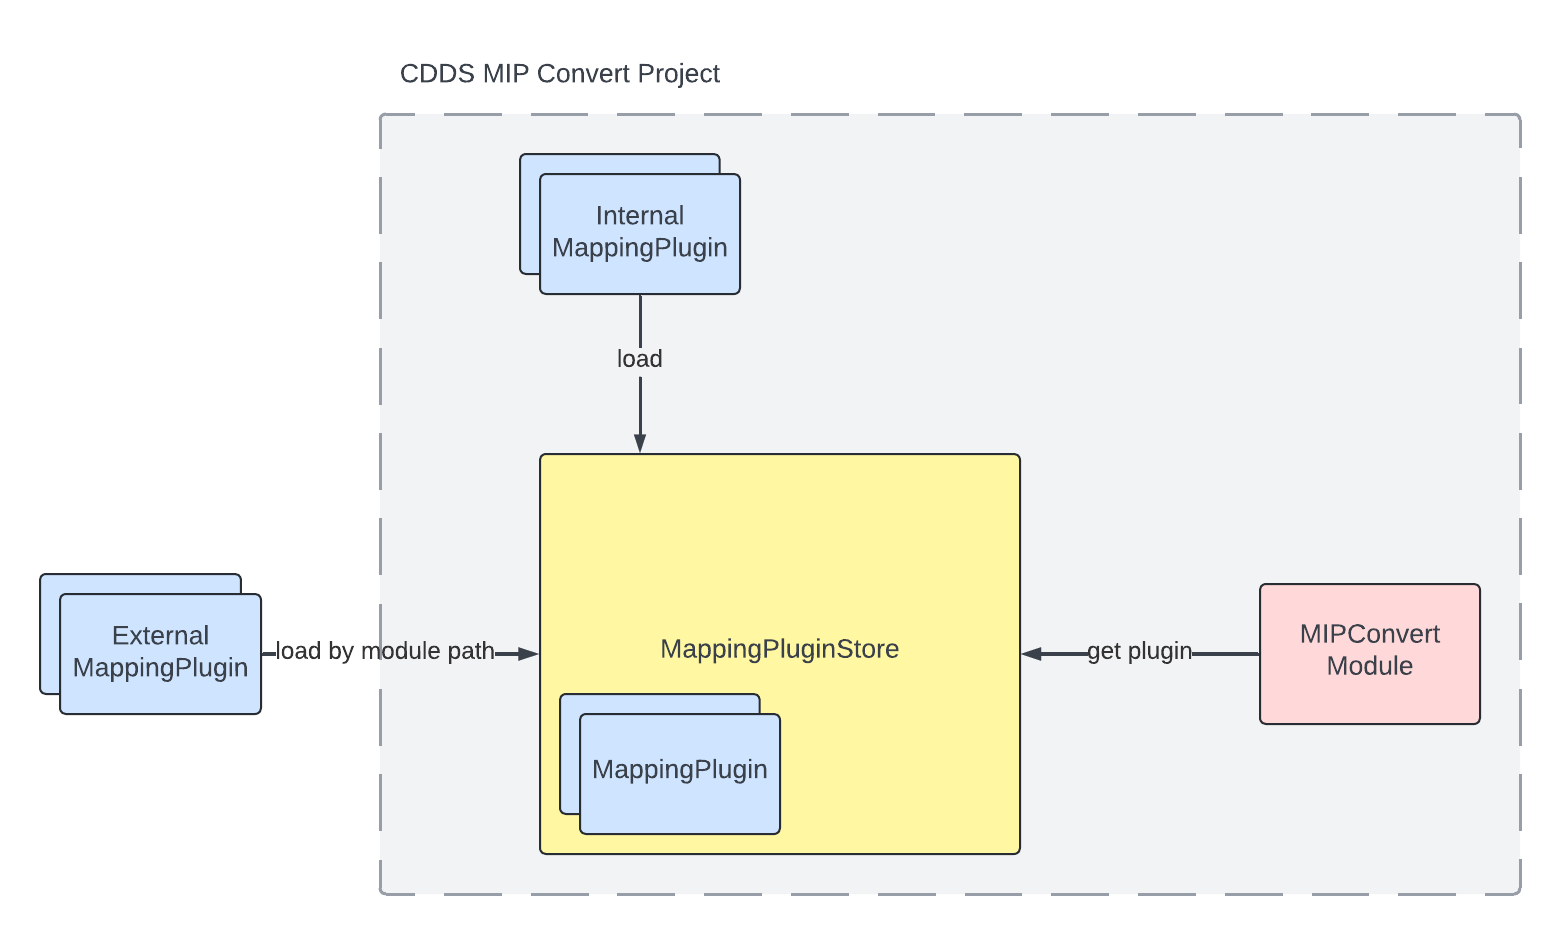 CDDS MIP Convert Project
Internal
MappingPlugin
load
External
MappingPlugin
load by module path
MappingPluginStore
get plugin
MIPConvert
Module
MappingPlugin